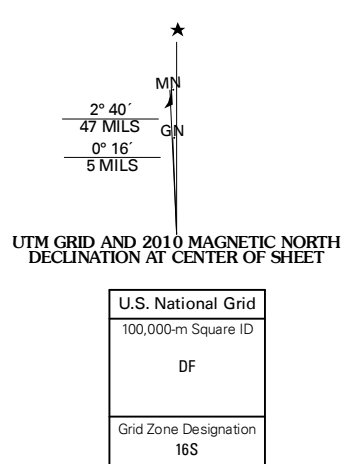 MN
2° 40´
47 MILS
GN
0° 16´
5 MILS
UTM GRID AND 2010 MAGNETIC NORTH
DECLINATION AT CENTER OF SHEET
U.S. National Grid
100,000-m Square ID
DF
Grid Zone Designation
16S